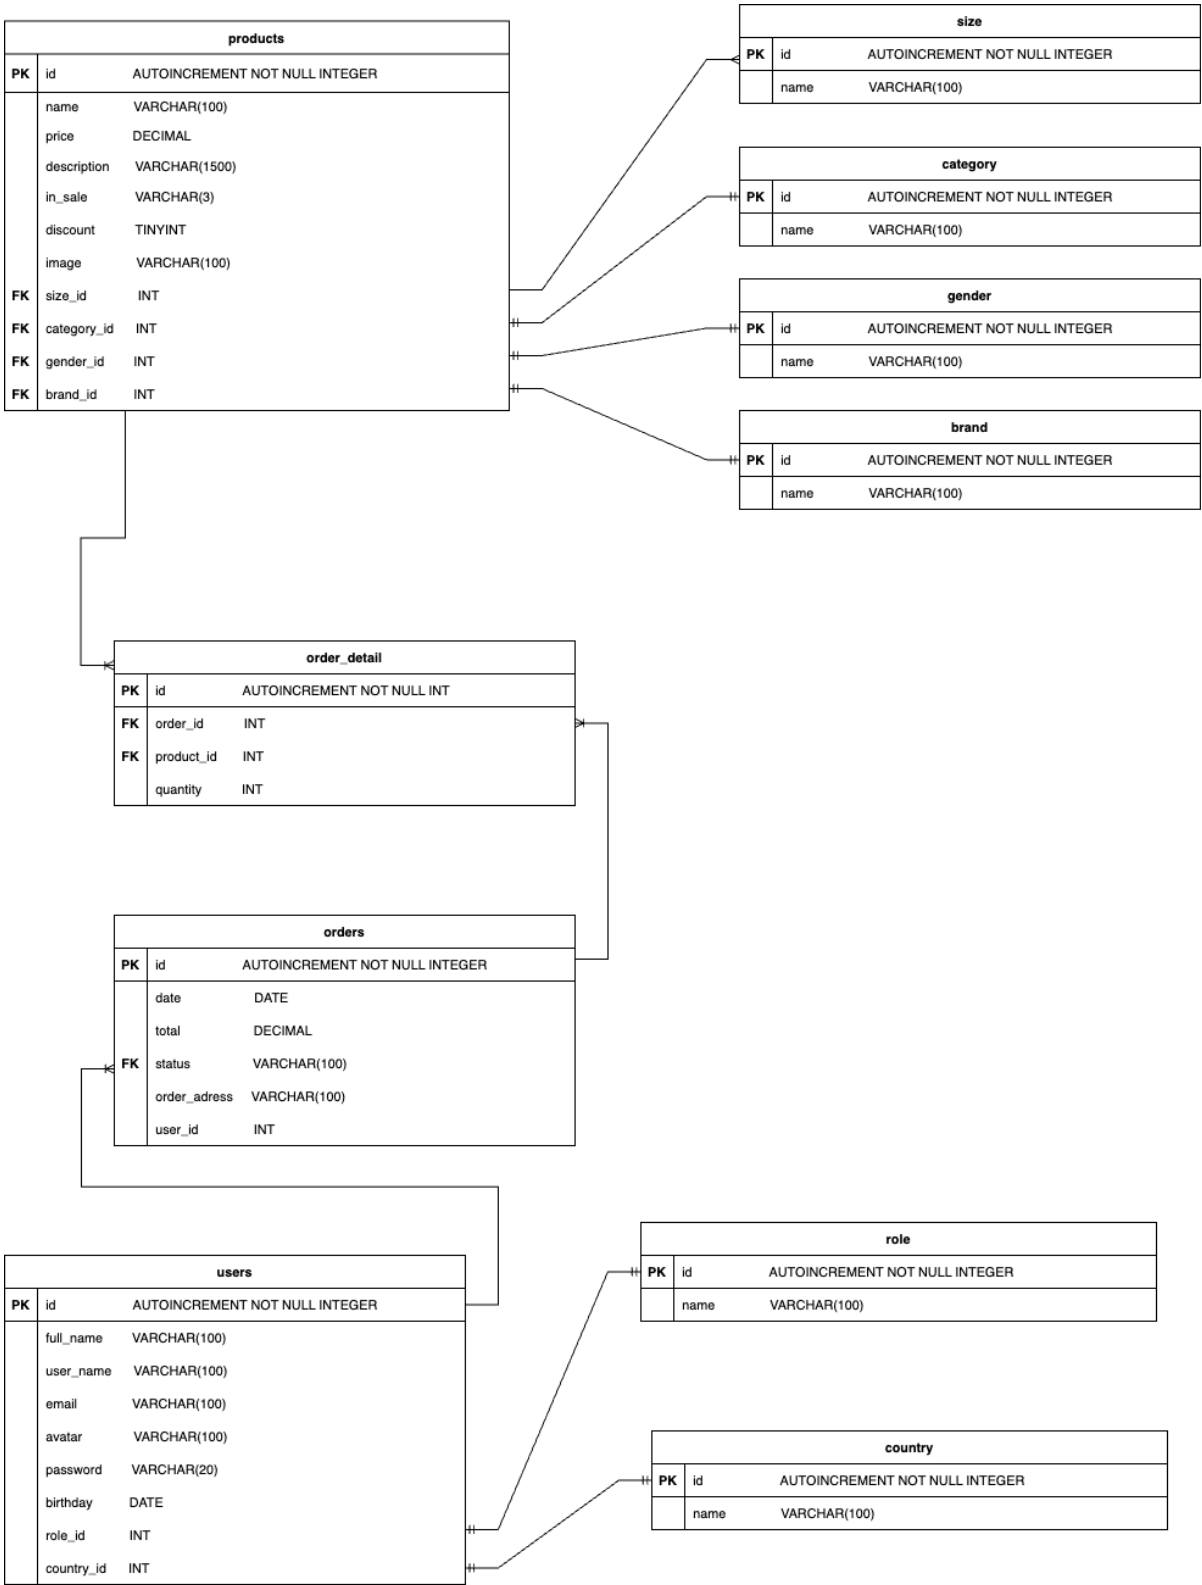 products
PK id AUTOINCREMENT NOT NULL INTEGER
name VARCHAR(100)
price DECIMAL
description VARCHAR(1500)
in_sale VARCHAR(3)
discount TINYINT
image VARCHAR(100)
FK size_id INT
FK category_id INT
FK gender_id INT
FK brand_id INT
size
PK id AUTOINCREMENT NOT NULL INTEGER
name VARCHAR(100)
category
PK id AUTOINCREMENT NOT NULL INTEGER
name VARCHAR(100)
gender
PK id AUTOINCREMENT NOT NULL INTEGER
name VARCHAR(100)
brand
PK id AUTOINCREMENT NOT NULL INTEGER
name VARCHAR(100)
order_detail
PK id AUTOINCREMENT NOT NULL INT
FK order_id INT
FK product_id INT
quantity INT
orders
PK id AUTOINCREMENT NOT NULL INTEGER
date DATE
total DECIMAL
FK status VARCHAR(100)
order_adress VARCHAR(100)
user_id INT
users
PK id AUTOINCREMENT NOT NULL INTEGER
full_name VARCHAR(100)
user_name VARCHAR(100)
email VARCHAR(100)
avatar VARCHAR(100)
password VARCHAR(20)
birthday DATE
role_id INT
country_id INT
role
PK id AUTOINCREMENT NOT NULL INTEGER
name VARCHAR(100)
country
PK id AUTOINCREMENT NOT NULL INTEGER
name VARCHAR(100)